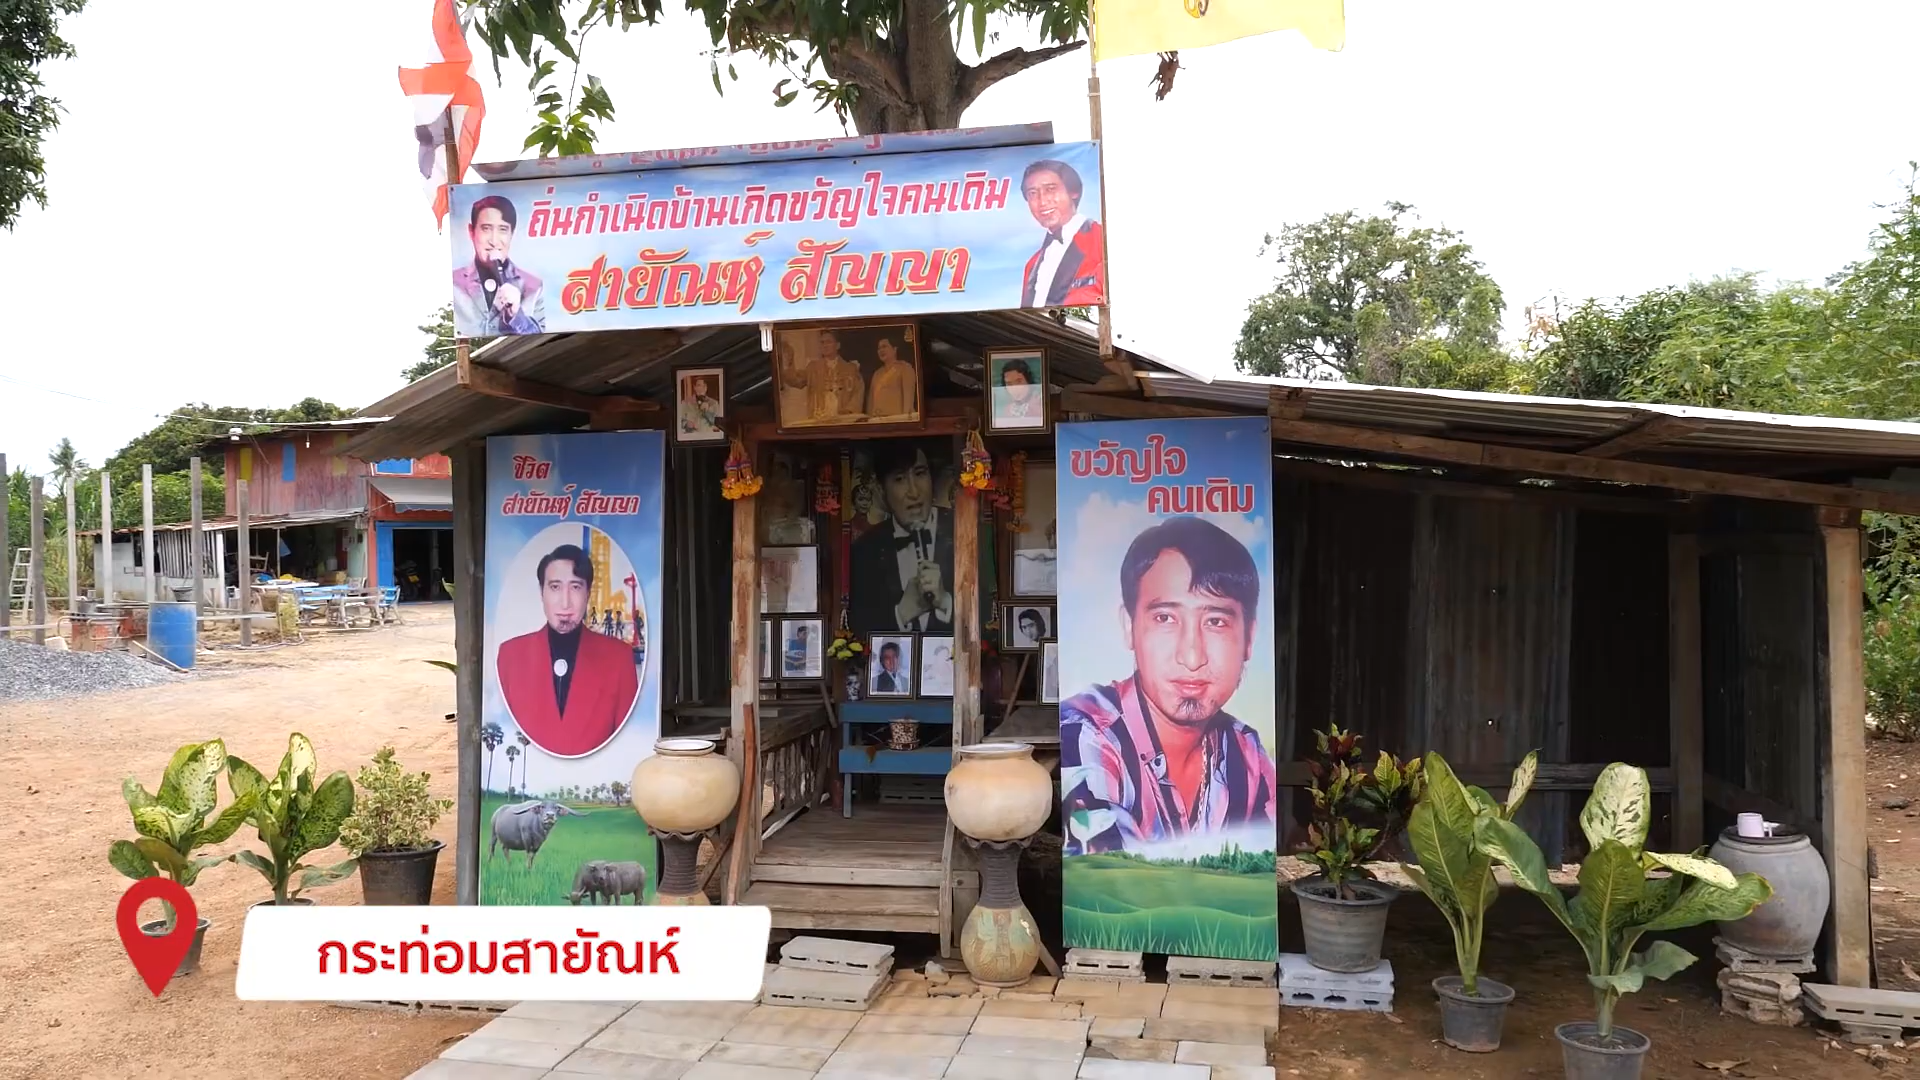 ถิ่นกำเนิดบ้านเกิดขวัญใจคนเดิม
สายัณห์ สัญญา
ชีวิต
สายัณห์ สัญญา
ขวัญใจ
คนเดิม
กระท่อมสายัณห์